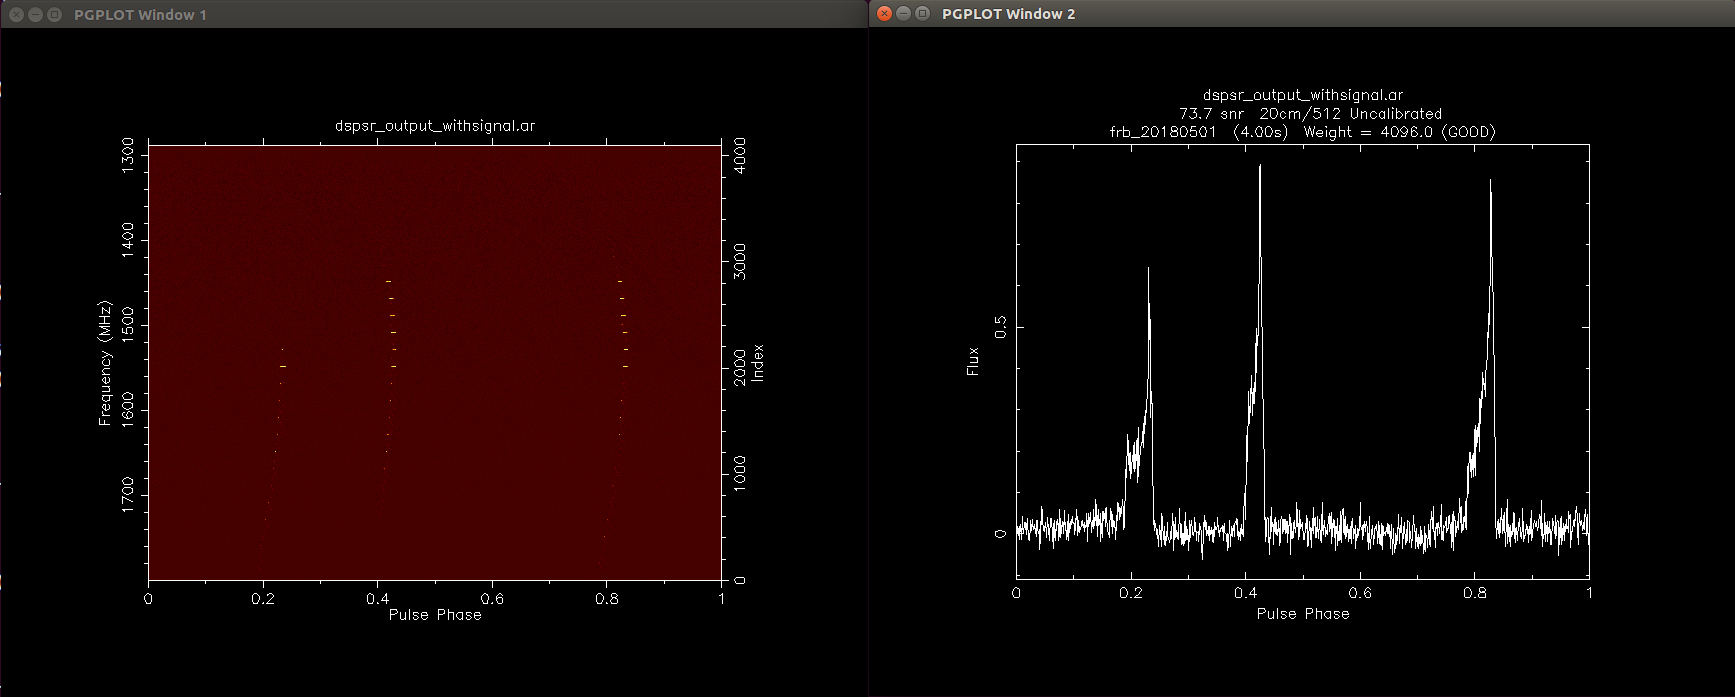 PGPLOT Window 1
dspsr_output_withsignal.ar
1300
1400
1500
1600
1700
Frequency (MHz)
4000
3000
2000
1000
0
Index
0 0.2 0.4 0.6 0.8 1
Pulse Phase
PGPLOT Window 2
dspsr_output_withsignal.ar
73.7 snr 20cm/512 Uncalibrated
frb_20180501 (4.00s) Weight = 4096.0 (GOOD)
0.5
0
Flux
0 0.2 0.4 0.6 0.8 1
Pulse Phase